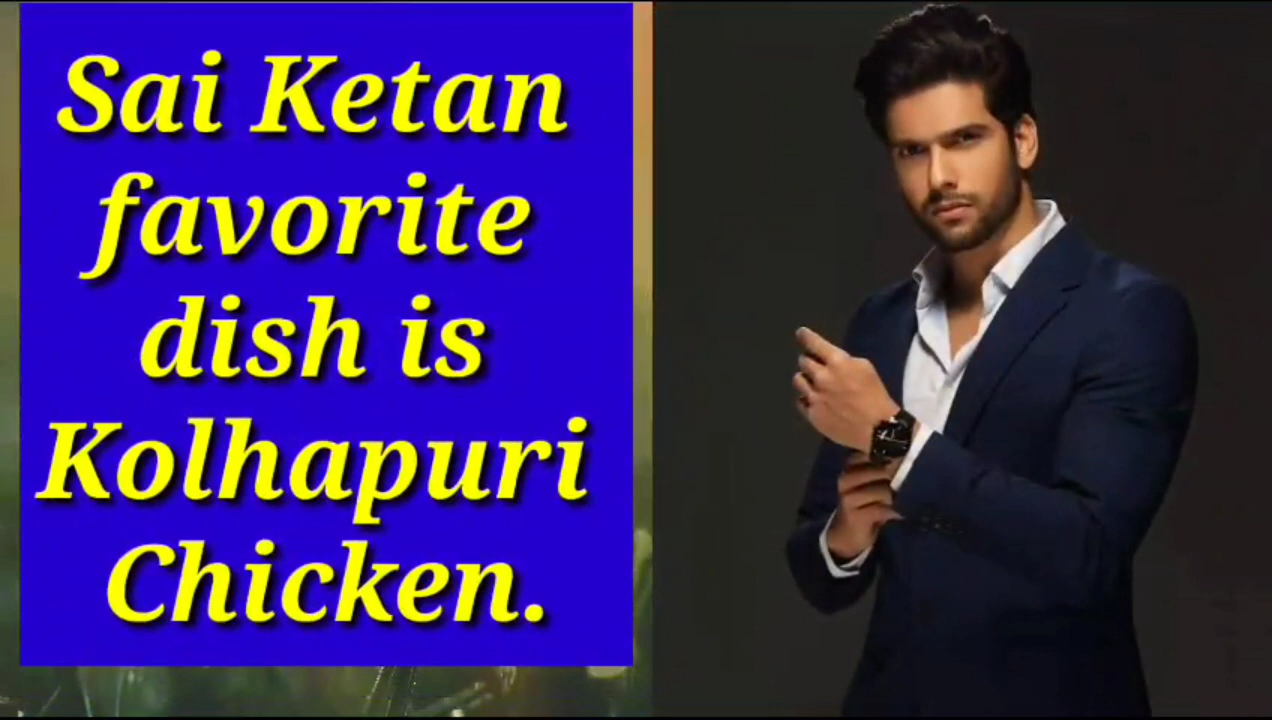 Sai Ketan
favorite
dish is
Kolhapuri
Chicken.